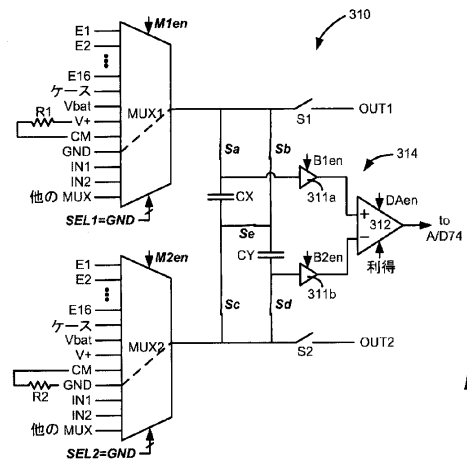 310
M1en
E1
E2
E16
ケース
Vbat
R1
V+
CM
GND
IN1
IN2
他の MUX
MUX1
SEL1=GND
S1
OUT1
Sa
Sb
B1en
311a
314
CX
DAen
+
312
−
to
A/D74
利得
Se
CY
B2en
311b
Sc
Sd
M2en
E1
E2
E16
ケース
Vbat
V+
CM
GND
R2
IN1
IN2
他の MUX
MUX2
SEL2=GND
S2
OUT2